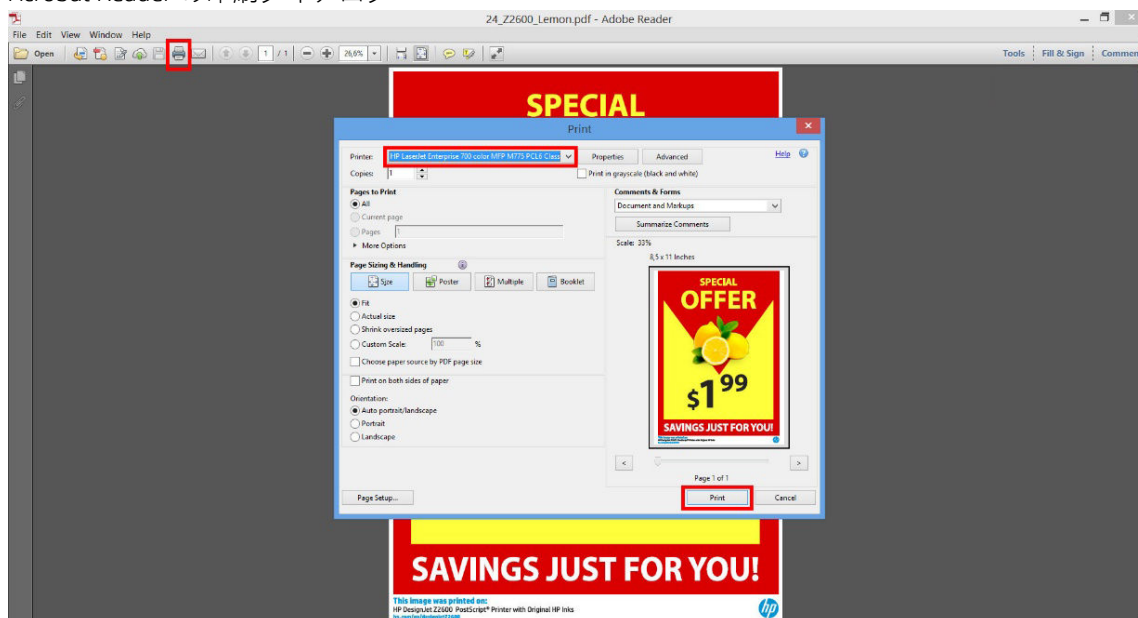 24_Z2600_Lemon.pdf - Adobe Reader
File Edit View Window Help
Open 1 / 1 26,6% Tools Fill & Sign Commen
SPECIAL
Print
Printer: HP LaserJet Enterprise 700 color MFP M775 PCL6 Class Properties Advanced Help
Copies: 1 Print in grayscale (black and white)
Pages to Print
All
Current page
Pages 1
More Options
Comments & Forms
Document and Markups
Summarize Comments
Page Sizing & Handling
Size Poster Multiple Booklet
Fit
Actual size
Shrink oversized pages
Custom Scale: 100 %
Choose paper source by PDF page size
Print on both sides of paper
Orientation:
Auto portrait/landscape
Portrait
Landscape
Scale: 33%
8,5 x 11 Inches
SPECIAL
OFFER
$1 99
SAVINGS JUST FOR YOU!
hp
< >
Page 1 of 1
Page Setup... Print Cancel
SAVINGS JUST FOR YOU!
This image was printed on:
HP DesignJet Z2600 PostScript® Printer with Original HP Inks
hp